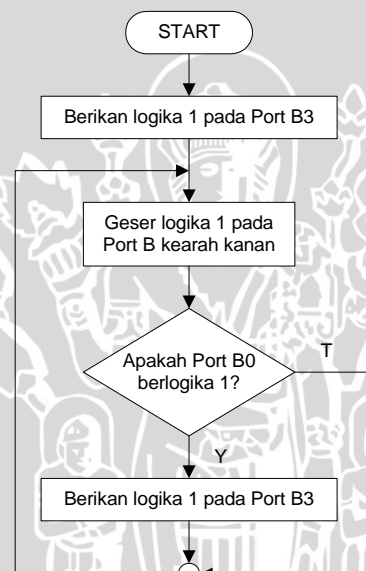 START
Berikan logika 1 pada Port B3
Geser logika 1 pada
Port B kearah kanan
Apakah Port B0
berlogika 1?
T
Y
Berikan logika 1 pada Port B3